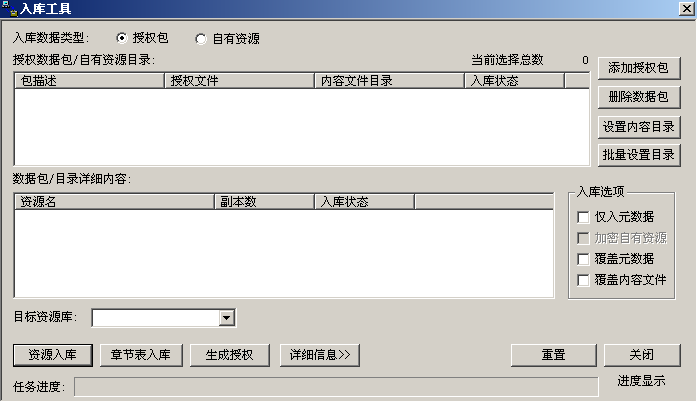 入库工具
入库数据类型: 授权包 自有资源
授权数据包/自有资源目录: 当前选择总数 0
添加授权包
包描述 授权文件 内容文件目录 入库状态
删除数据包
设置内容目录
批量设置目录
数据包/目录详细内容:
资源名 副本数 入库状态
入库选项
仅入元数据
加密自有资源
覆盖元数据
覆盖内容文件
目标资源库:
资源入库 章节表入库 生成授权 详细信息>> 重置 关闭
任务进度: 进度显示